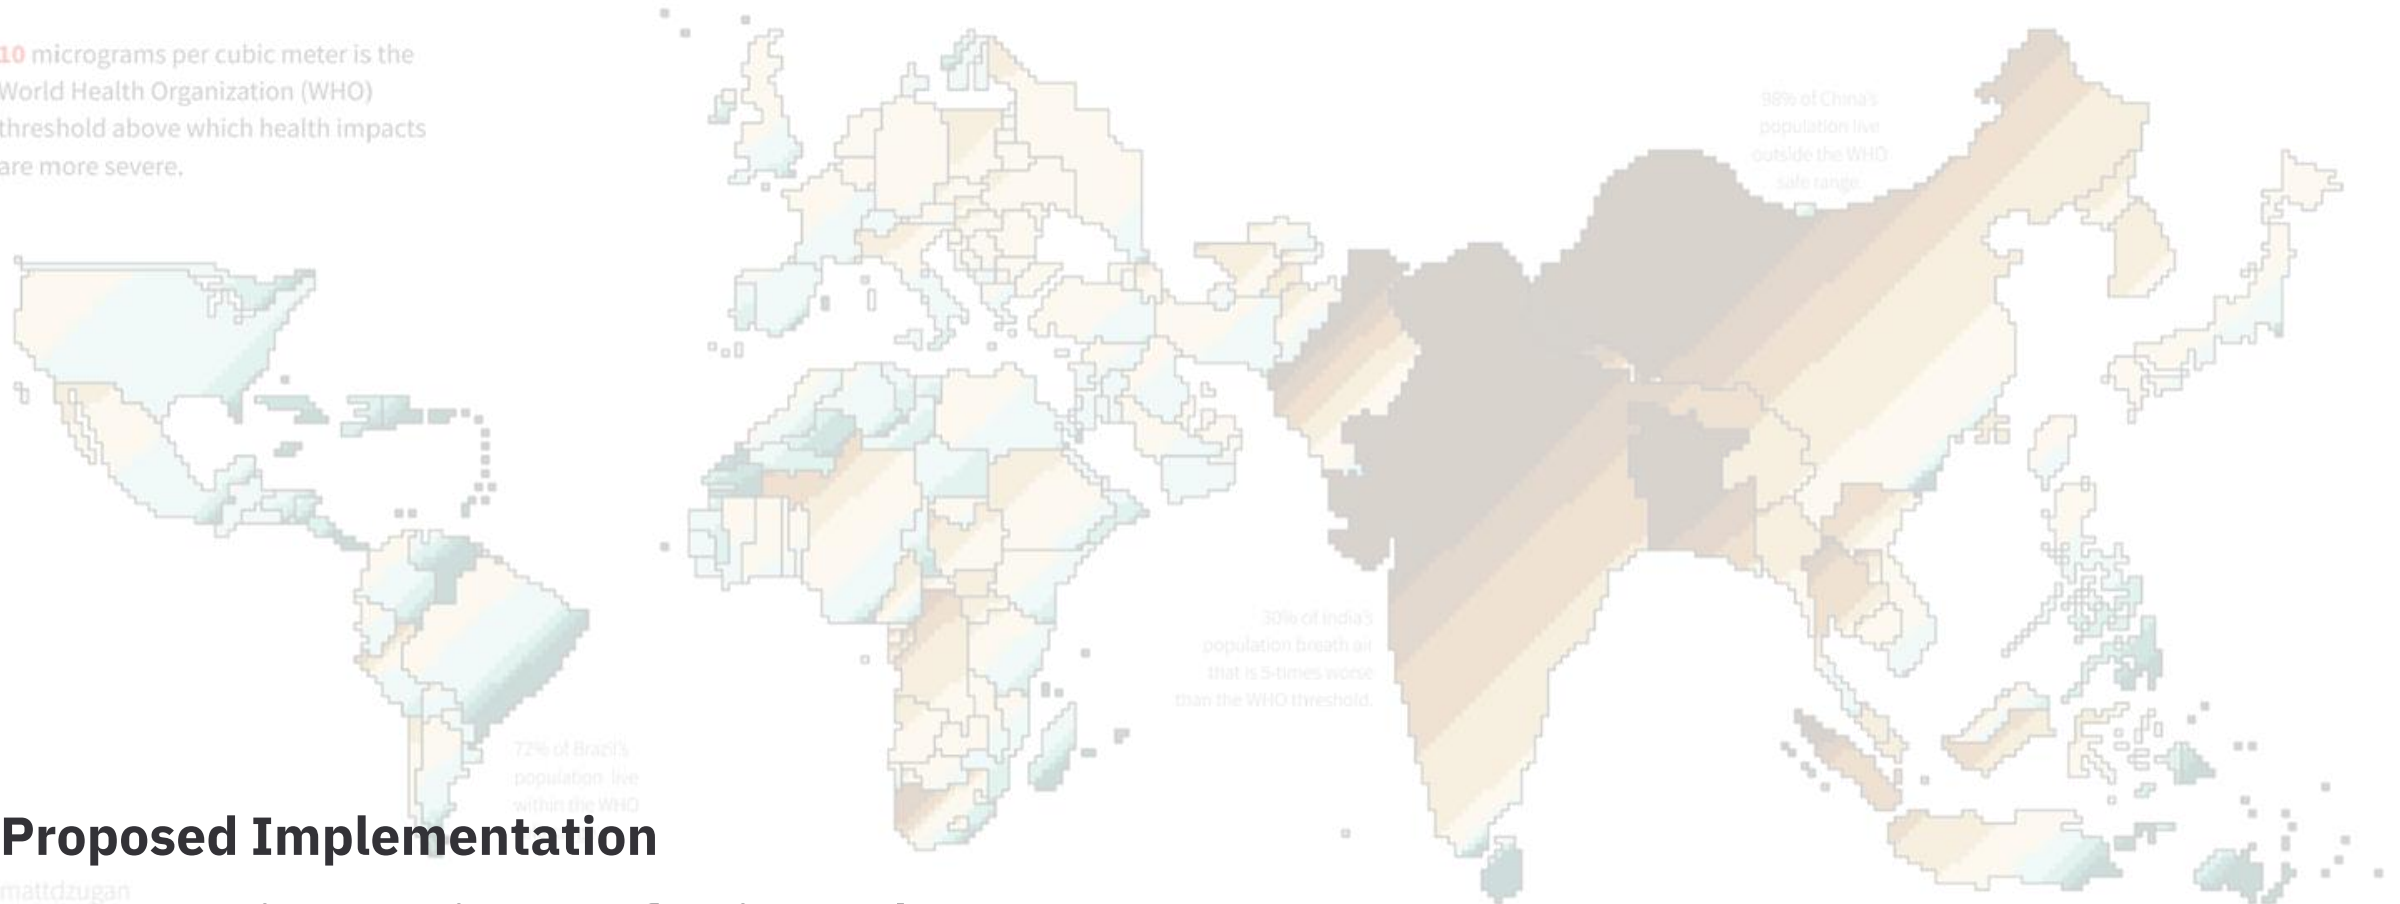 10 micrograms per cubic meter is the
World Health Organization (WHO)
threshold above which health impacts
are more severe.
98% of China's
population live
outside the WHO
safe range.
30% of India's
population breath air
that is 5-times worse
than the WHO threshold.
72% of Brazil's
population live
within the WHO
Proposed Implementation
mattdzugan